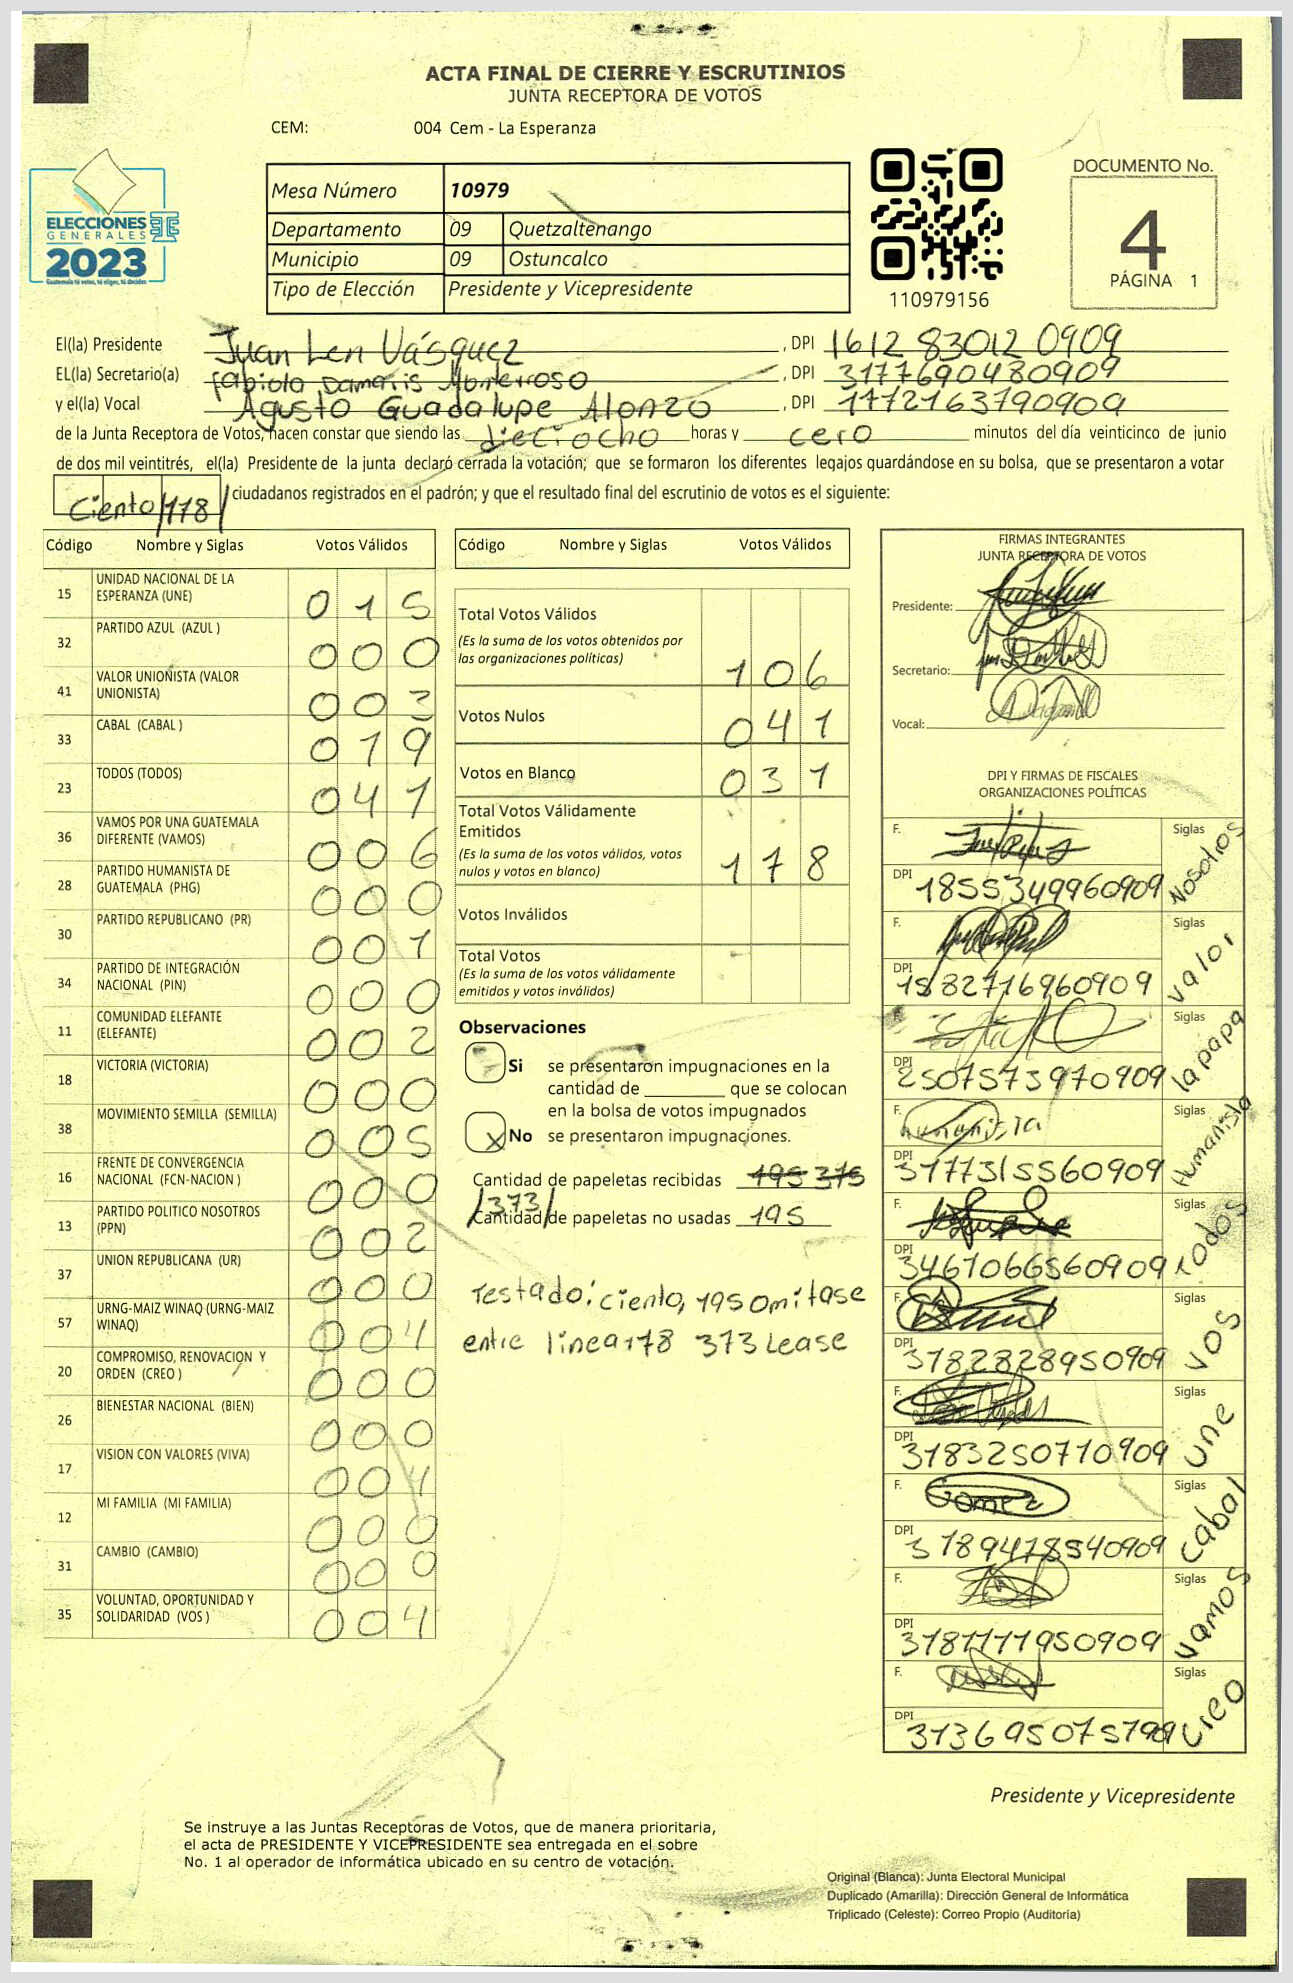 ACTA FINAL DE CIERRE Y ESCRUTINIOS
JUNTA RECEPTORA DE VOTOS
CEM: 004 Cem - La Esperanza
ELECCIONES
GENERALES
2023
Guatemala tú votas, tú eliges, tú decides
Mesa Número 10979
Departamento 09 Quetzaltenango
Municipio 09 Ostuncalco
Tipo de Elección Presidente y Vicepresidente
110979156
DOCUMENTO No.
4
PÁGINA 1
El(la) Presidente Juan Len Vásquez , DPI 1612 83012 0909
EL(la) Secretario(a) fabiola Damaris Monterroso , DPI 3177690480909
y el(la) Vocal Agusto Guadalupe Alonzo , DPI 1772163790909
de la Junta Receptora de Votos, hacen constar que siendo las dieciocho horas y cero minutos del día veinticinco de junio
de dos mil veintitrés, el(la) Presidente de la junta declaró cerrada la votación; que se formaron los diferentes legajos guardándose en su bolsa, que se presentaron a votar
Ciento/178/ ciudadanos registrados en el padrón; y que el resultado final del escrutinio de votos es el siguiente:
Código Nombre y Siglas Votos Válidos
15 UNIDAD NACIONAL DE LA ESPERANZA (UNE) 0 1 5
32 PARTIDO AZUL (AZUL ) 0 0 0
41 VALOR UNIONISTA (VALOR UNIONISTA) 0 0 3
33 CABAL (CABAL ) 0 1 9
23 TODOS (TODOS) 0 4 1
36 VAMOS POR UNA GUATEMALA DIFERENTE (VAMOS) 0 0 6
28 PARTIDO HUMANISTA DE GUATEMALA (PHG) 0 0 0
30 PARTIDO REPUBLICANO (PR) 0 0 1
34 PARTIDO DE INTEGRACIÓN NACIONAL (PIN) 0 0 0
11 COMUNIDAD ELEFANTE (ELEFANTE) 0 0 2
18 VICTORIA (VICTORIA) 0 0 0
38 MOVIMIENTO SEMILLA (SEMILLA) 0 0 5
16 FRENTE DE CONVERGENCIA NACIONAL (FCN-NACION ) 0 0 0
13 PARTIDO POLITICO NOSOTROS (PPN) 0 0 2
37 UNION REPUBLICANA (UR) 0 0 0
57 URNG-MAIZ WINAQ (URNG-MAIZ WINAQ) 0 0 4
20 COMPROMISO, RENOVACION Y ORDEN (CREO ) 0 0 0
26 BIENESTAR NACIONAL (BIEN) 0 0 0
17 VISION CON VALORES (VIVA) 0 0 4
12 MI FAMILIA (MI FAMILIA) 0 0 0
31 CAMBIO (CAMBIO) 0 0 0
35 VOLUNTAD, OPORTUNIDAD Y SOLIDARIDAD (VOS ) 0 0 4
Código Nombre y Siglas Votos Válidos
Total Votos Válidos
(Es la suma de los votos obtenidos por
las organizaciones políticas) 1 0 6
Votos Nulos 0 4 1
Votos en Blanco 0 3 1
Total Votos Válidamente
Emitidos
(Es la suma de los votos válidos, votos
nulos y votos en blanco) 1 7 8
Votos Inválidos
Total Votos
(Es la suma de los votos válidamente
emitidos y votos inválidos)
Observaciones
Si se presentaron impugnaciones en la
cantidad de ________ que se colocan
en la bolsa de votos impugnados
x No se presentaron impugnaciones.
Cantidad de papeletas recibidas 195 375
/373/
Cantidad de papeletas no usadas 195
Testado: ciento, 195 omitase
entre linea 178 373 Lease
FIRMAS INTEGRANTES
JUNTA RECEPTORA DE VOTOS
Presidente:
Secretario:
Vocal:
DPI Y FIRMAS DE FISCALES
ORGANIZACIONES POLÍTICAS
F. Siglas Nosotros
DPI 1855349960909
F. Siglas Valor
DPI 1582716960909
F. Siglas la papa
DPI 2507573970909
F. humanista Siglas Humanista
DPI 3177315560909
F. Siglas todos
DPI 3461066560909
F. Siglas VOS
DPI 3182828950909
F. Siglas une
DPI 3183250710909
F. Gomez Siglas Cabal
DPI 3189478540909
F. Siglas vamos
DPI 3181111950909
F. Siglas creo
DPI
Presidente y Vicepresidente
Se instruye a las Juntas Receptoras de Votos, que de manera prioritaria,
el acta de PRESIDENTE Y VICEPRESIDENTE sea entregada en el sobre
No. 1 al operador de informática ubicado en su centro de votación.
Original (Blanca): Junta Electoral Municipal
Duplicado (Amarilla): Dirección General de Informática
Triplicado (Celeste): Correo Propio (Auditoría)